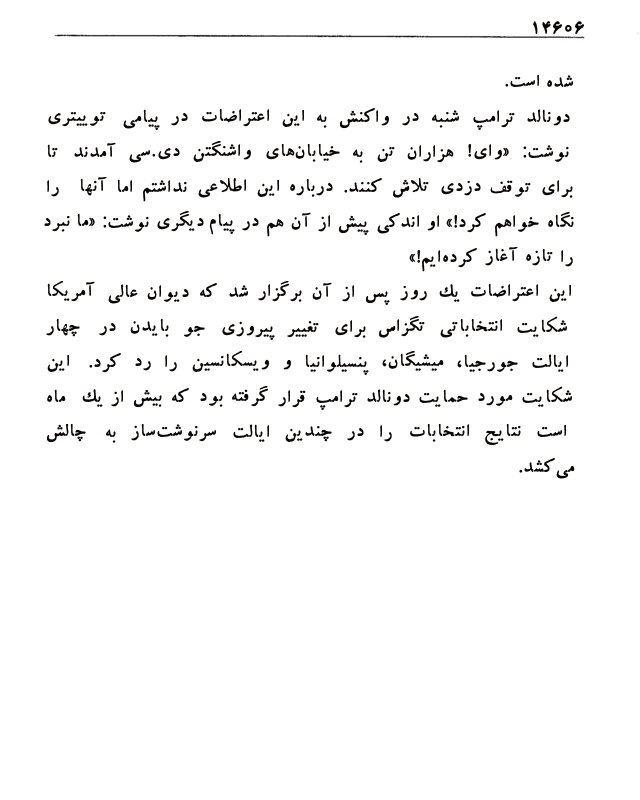 ۱۴۶۰۶
شده است.
دونالد ترامپ شنبه در واکنش به این اعتراضات در پیامی توییتری
نوشت: «وای! هزاران تن به خیابان‌های واشنگتن دی.سی آمدند تا
برای توقف دزدی تلاش کنند. درباره این اطلاعی نداشتم اما آنها را
نگاه خواهم کرد!» او اندکی پیش از آن هم در پیام دیگری نوشت: «ما نبرد
را تازه آغاز کرده‌ایم!»
این اعتراضات یك روز پس از آن برگزار شد که دیوان عالی آمریکا
شکایت انتخاباتی تگزاس برای تغییر پیروزی جو بایدن در چهار
ایالت جورجیا، میشیگان، پنسیلوانیا و ویسکانسین را رد کرد. این
شکایت مورد حمایت دونالد ترامپ قرار گرفته بود که بیش از یك ماه
است نتایج انتخابات را در چندین ایالت سرنوشت‌ساز به چالش
می‌کشد.